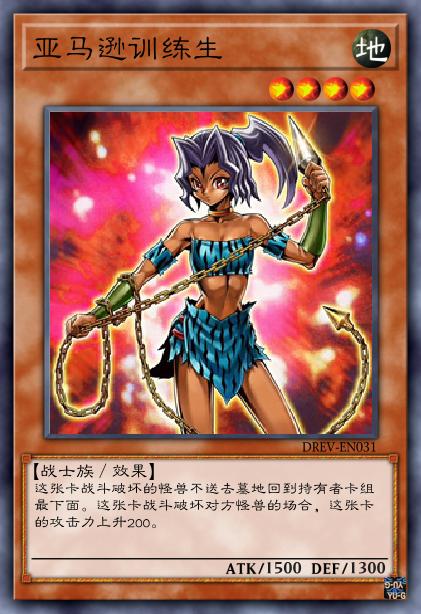 亚马逊训练生
地
DREV-EN031
【战士族／效果】
这张卡战斗破坏的怪兽不送去墓地回到持有者卡组
最下面。这张卡战斗破坏对方怪兽的场合，这张卡
的攻击力上升200。
ATK/1500 DEF/1300